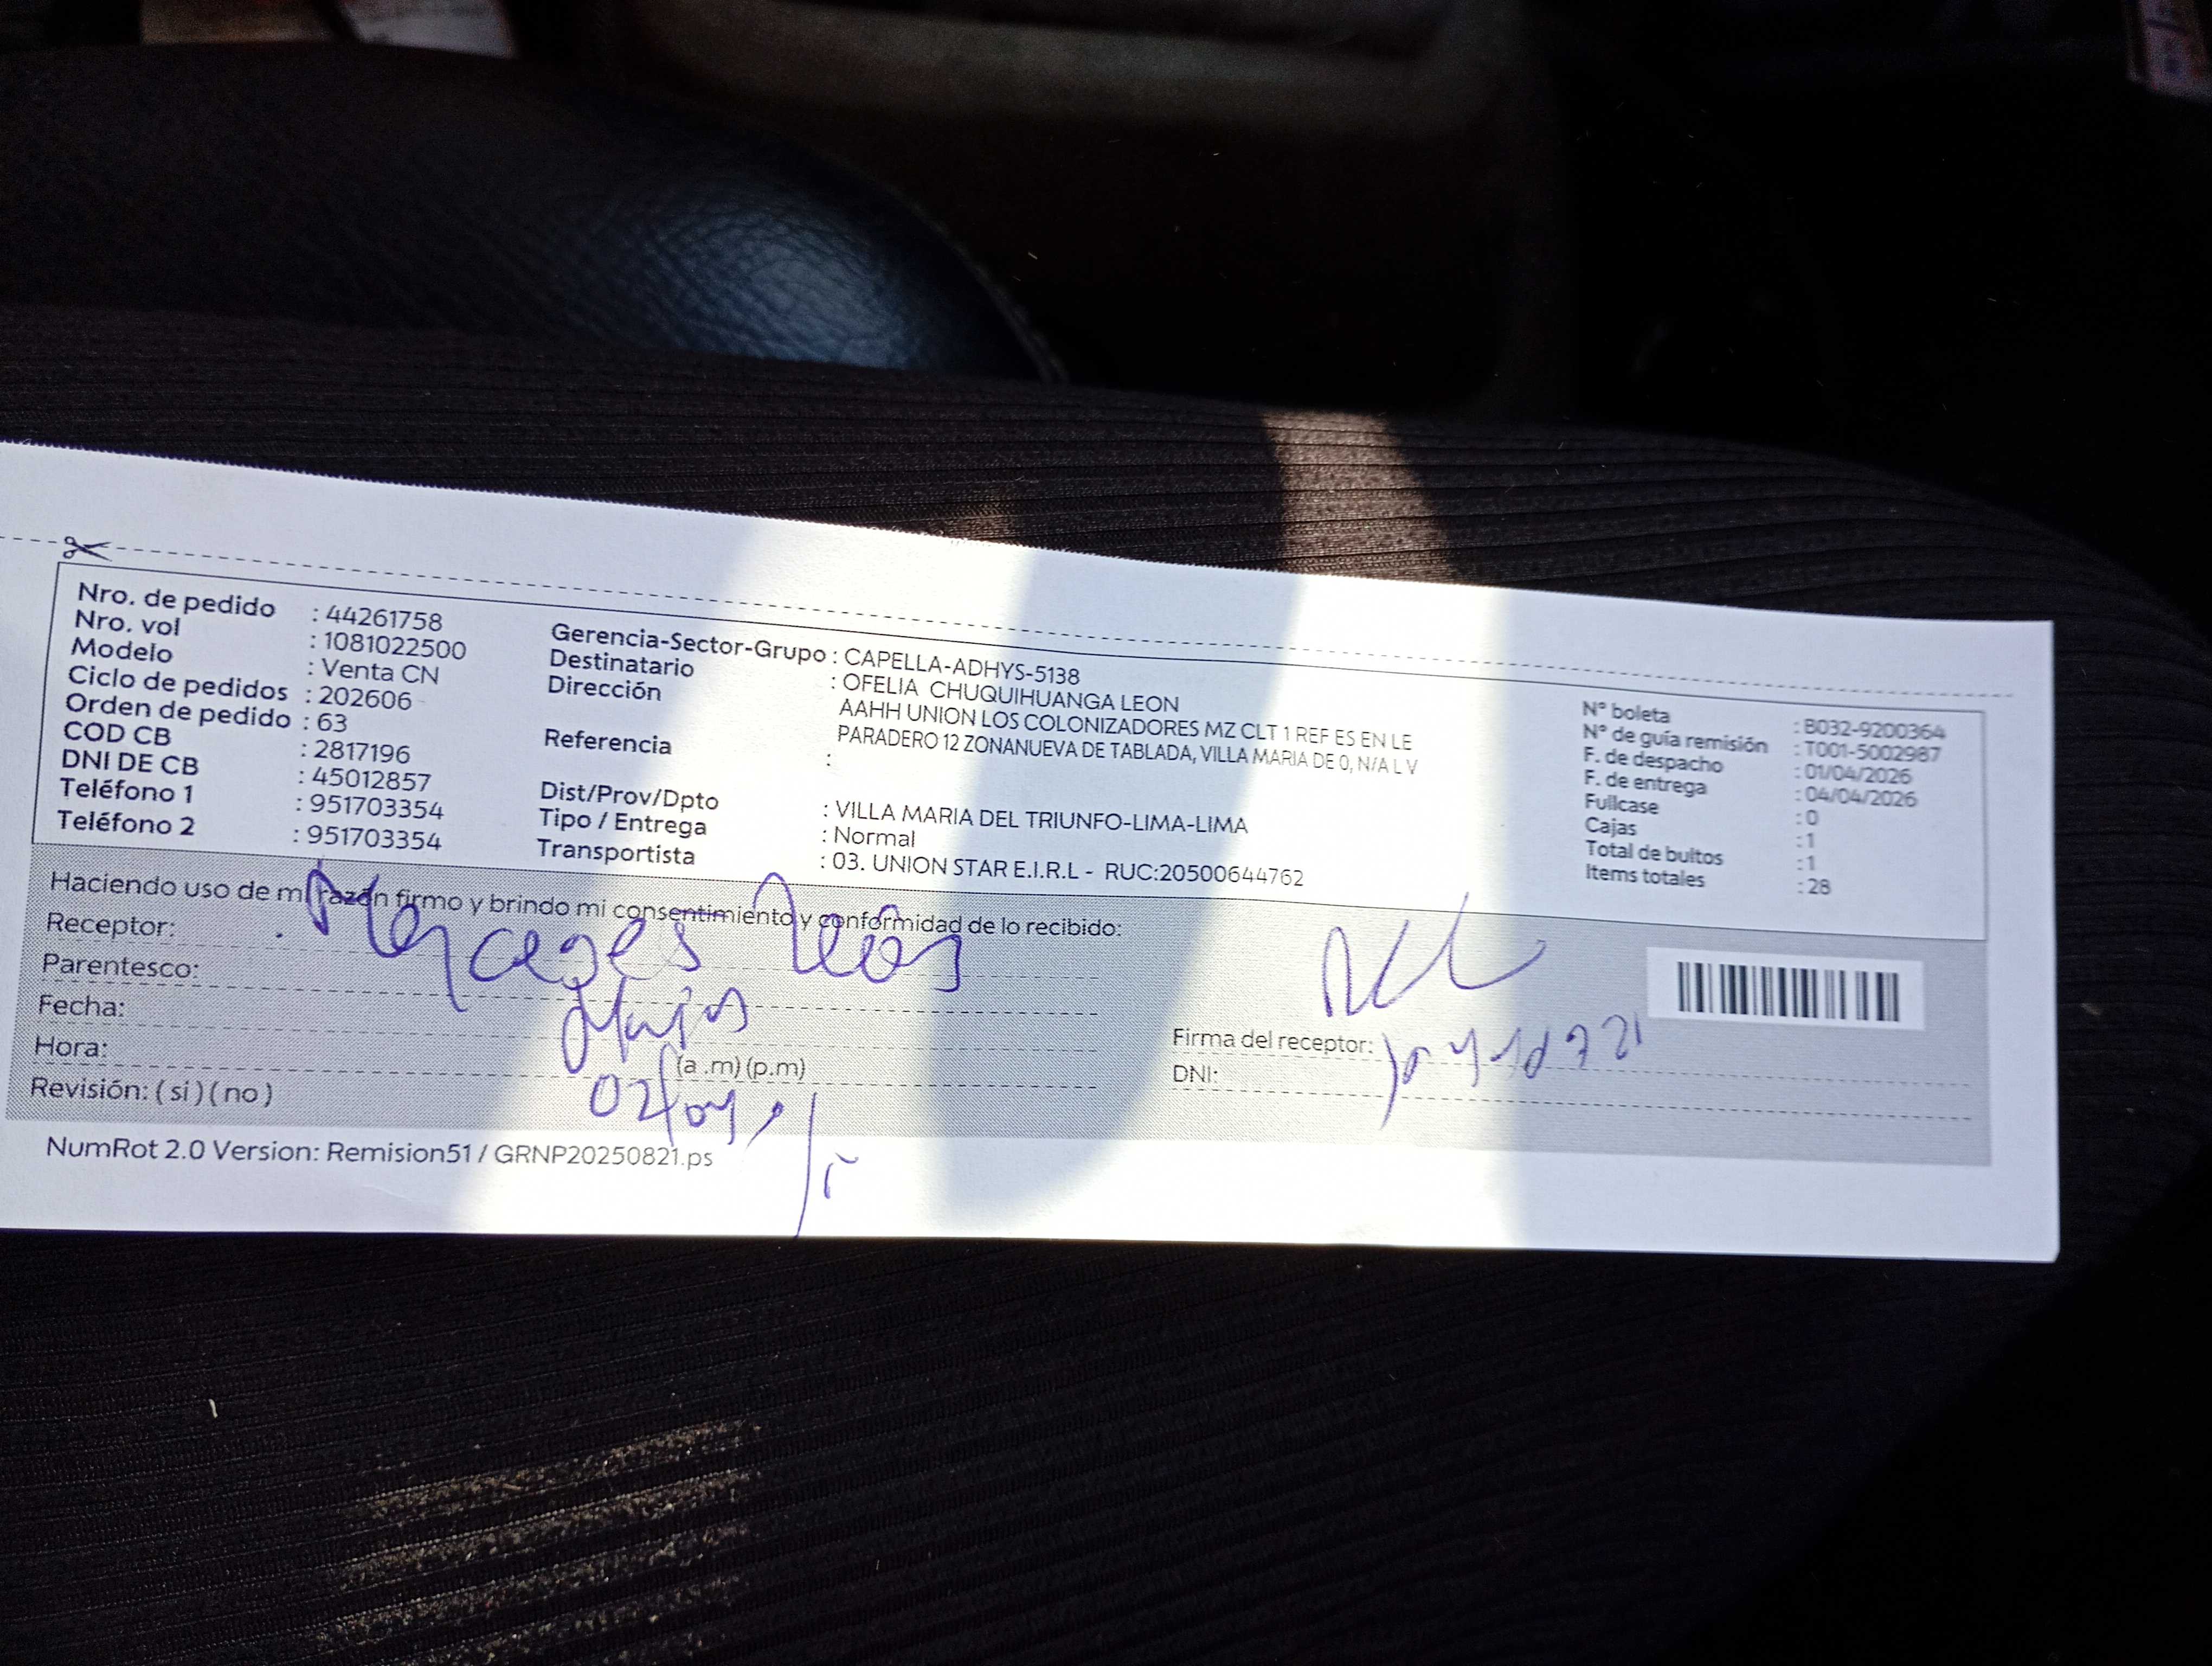 Nro. de pedido : 44261758
Nro. vol : 1081022500
Modelo : Venta CN
Ciclo de pedidos : 202606
Orden de pedido : 63
COD CB : 2817196
DNI DE CB : 45012857
Teléfono 1 : 951703354
Teléfono 2 : 951703354
Gerencia-Sector-Grupo : CAPELLA-ADHYS-5138
Destinatario : OFELIA CHUQUIHUANGA LEON
Dirección AAHH UNION LOS COLONIZADORES MZ CLT 1 REF ES EN LE
PARADERO 12 ZONANUEVA DE TABLADA, VILLA MARIA DE 0, N/A L V
Referencia :
Dist/Prov/Dpto : VILLA MARIA DEL TRIUNFO-LIMA-LIMA
Tipo / Entrega : Normal
Transportista : 03. UNION STAR E.I.R.L - RUC:20500644762
N° boleta : B032-9200364
N° de guía remisión : T001-5002987
F. de despacho : 01/04/2026
F. de entrega : 04/04/2026
Fullcase : 0
Cajas : 1
Total de bultos : 1
Items totales : 28
Haciendo uso de mi razón firmo y brindo mi consentimiento y conformidad de lo recibido:
Receptor: Mercedes Leon
Parentesco:
Fecha:
Hora: (a .m) (p.m)
02/04
Revisión: ( si ) ( no )
Firma del receptor:
DNI:
NumRot 2.0 Version: Remision51 / GRNP20250821.ps